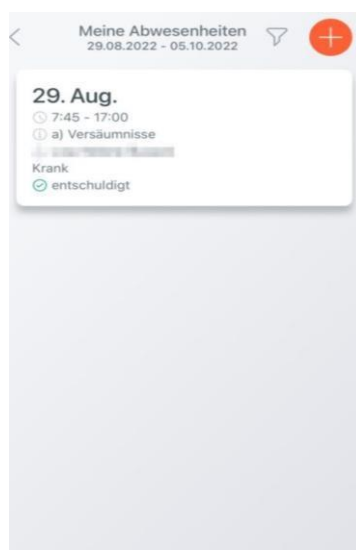 Meine Abwesenheiten
29.08.2022 - 05.10.2022
29. Aug.
7:45 - 17:00
a) Versäumnisse
Krank
entschuldigt